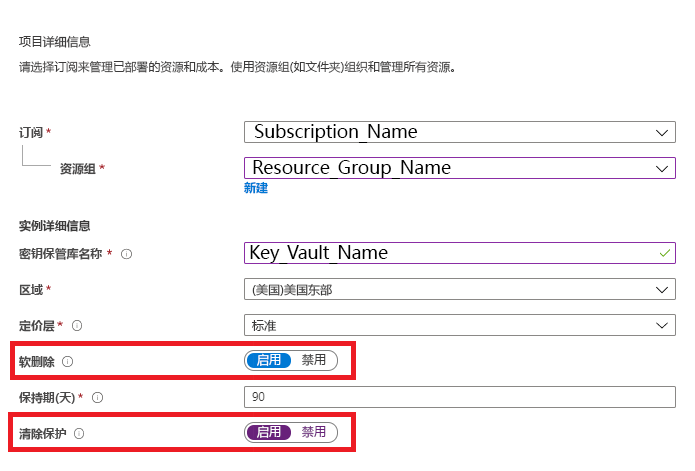 项目详细信息
请选择订阅来管理已部署的资源和成本。使用资源组(如文件夹)组织和管理所有资源。
订阅 * Subscription_Name
资源组 * Resource_Group_Name
新建
实例详细信息
密钥保管库名称 * Key_Vault_Name
区域 * (美国)美国东部
定价层 * 标准
软删除 启用 禁用
保持期(天) * 90
清除保护 启用 禁用